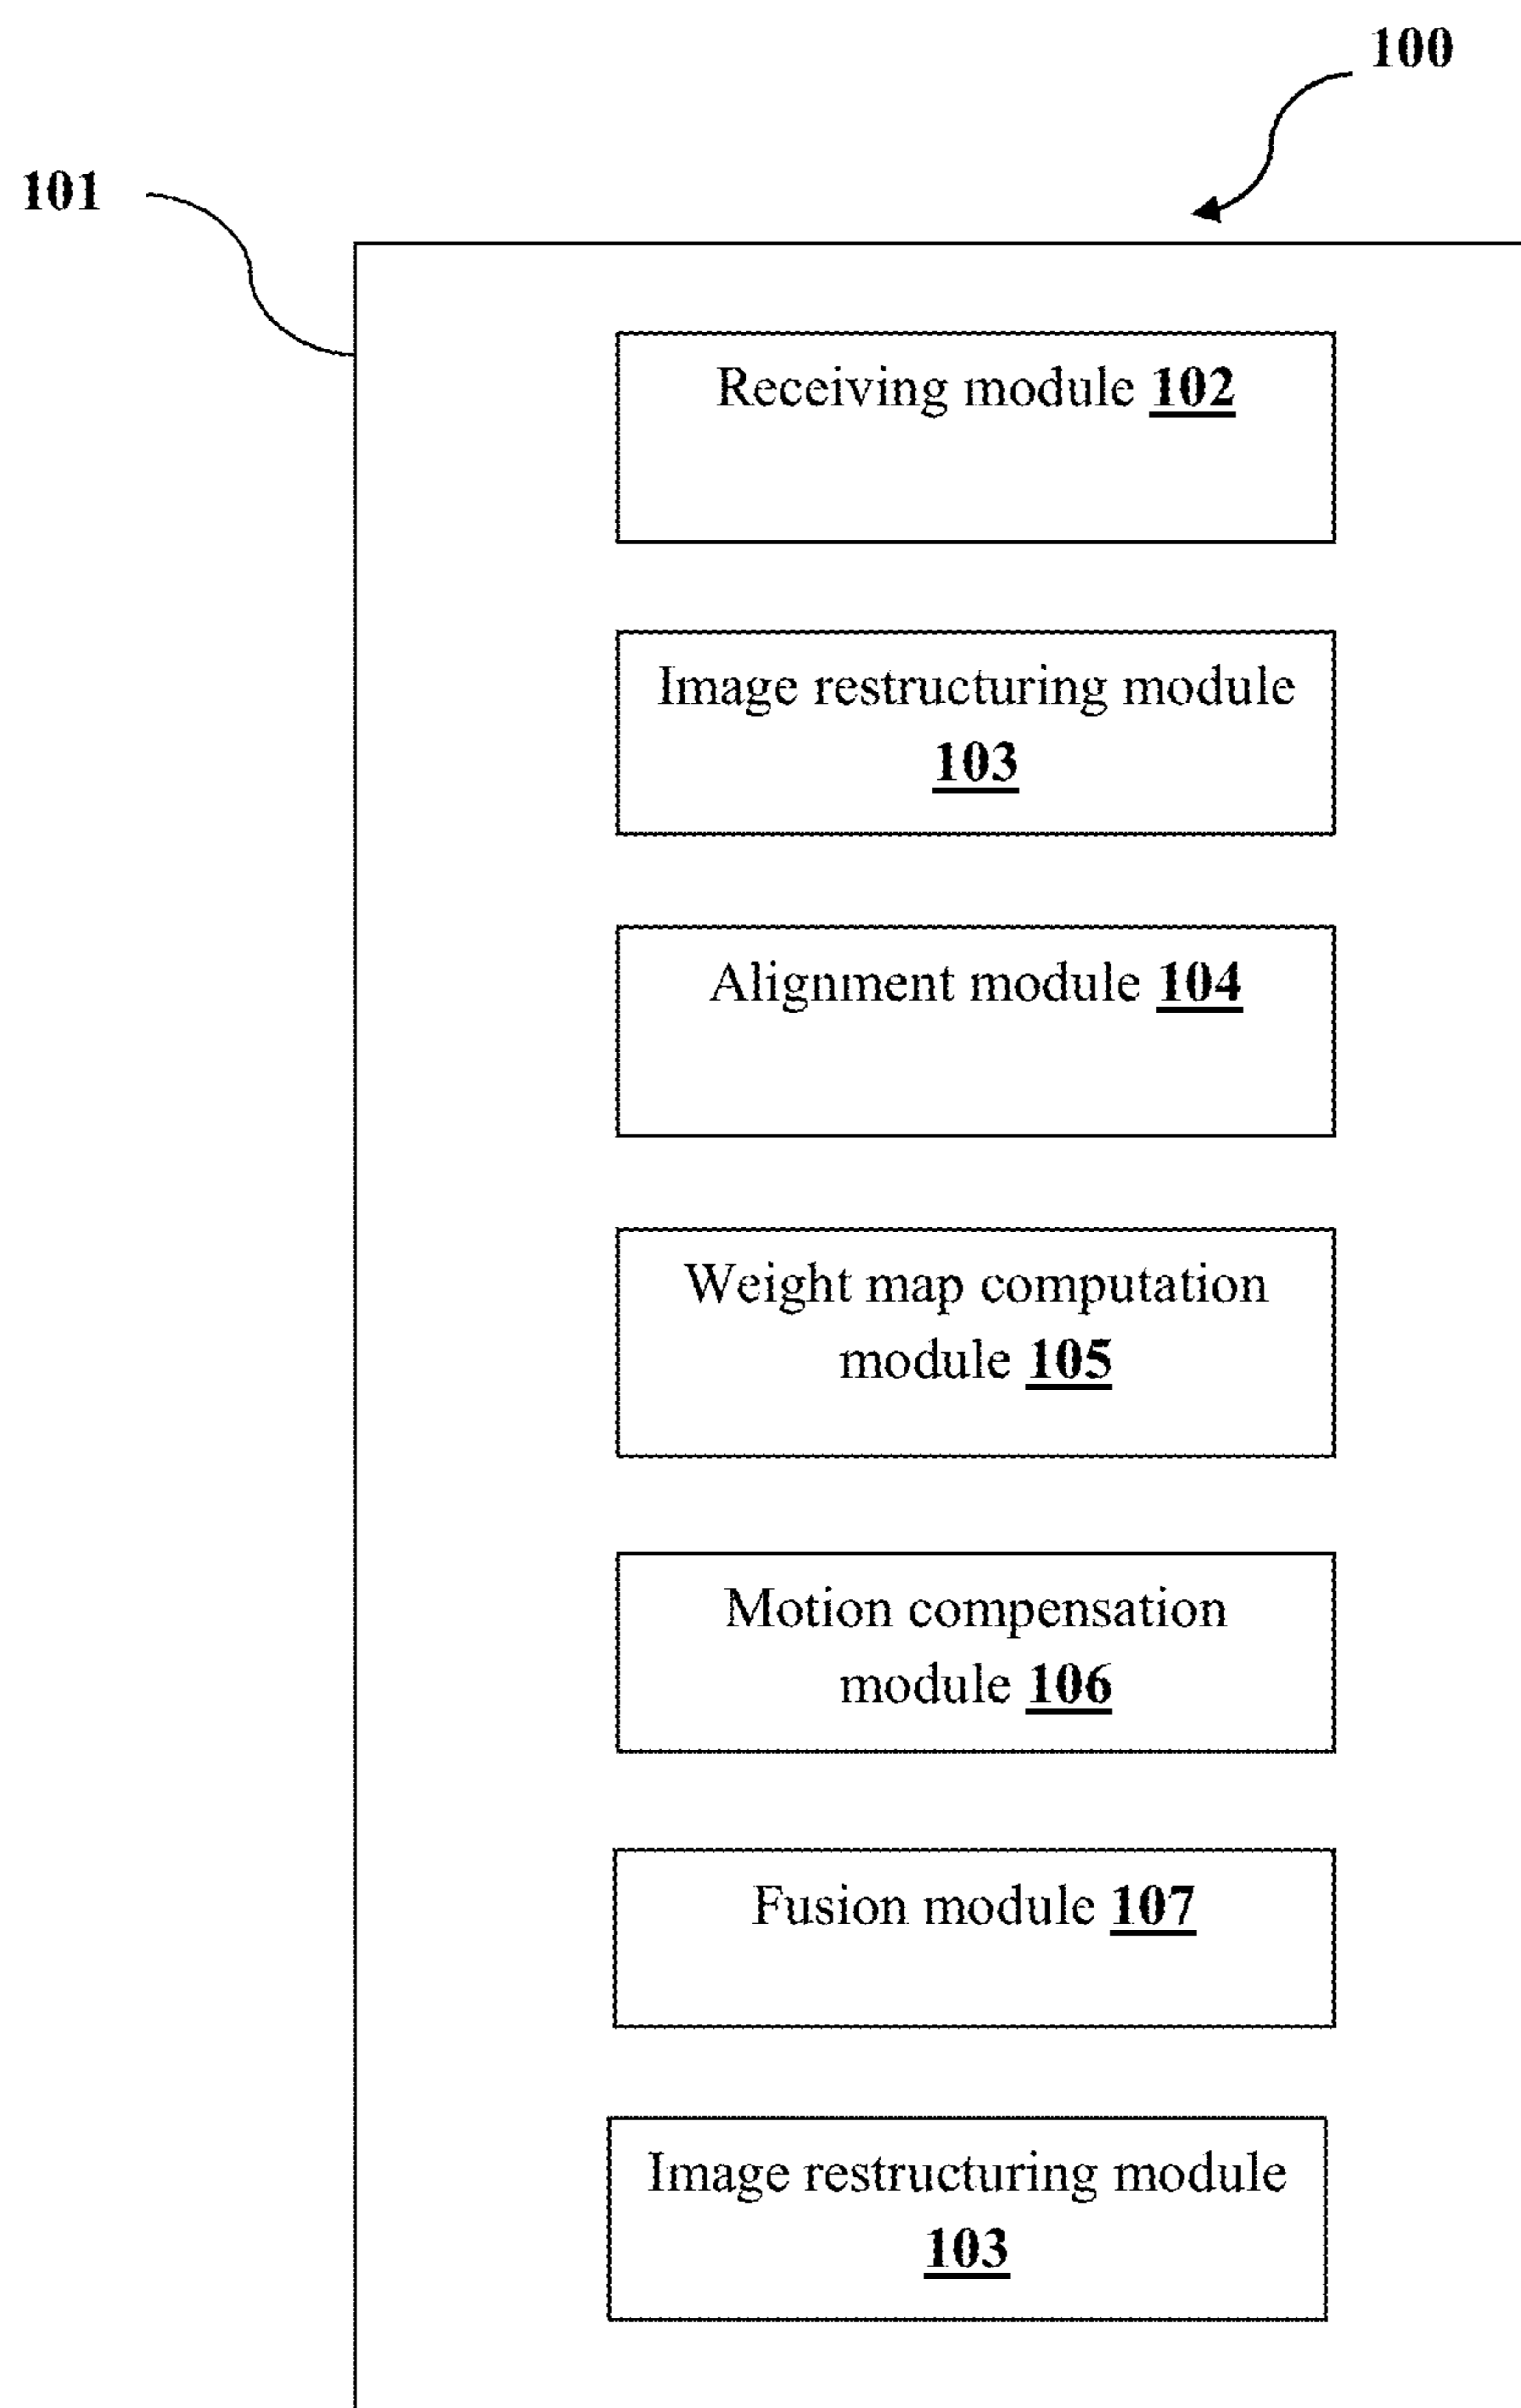 100
101
Receiving module 102
Image restructuring module
103
Alignment module 104
Weight map computation
module 105
Motion compensation
module 106
Fusion module 107
Image restructuring module
103